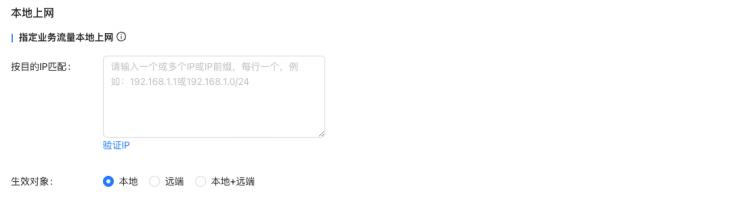 本地上网
指定业务流量本地上网
按目的IP匹配：
请输入一个或多个IP或IP前缀，每行一个，例
如：192.168.1.1或192.168.1.0/24
验证IP
生效对象： 本地 远端 本地+远端